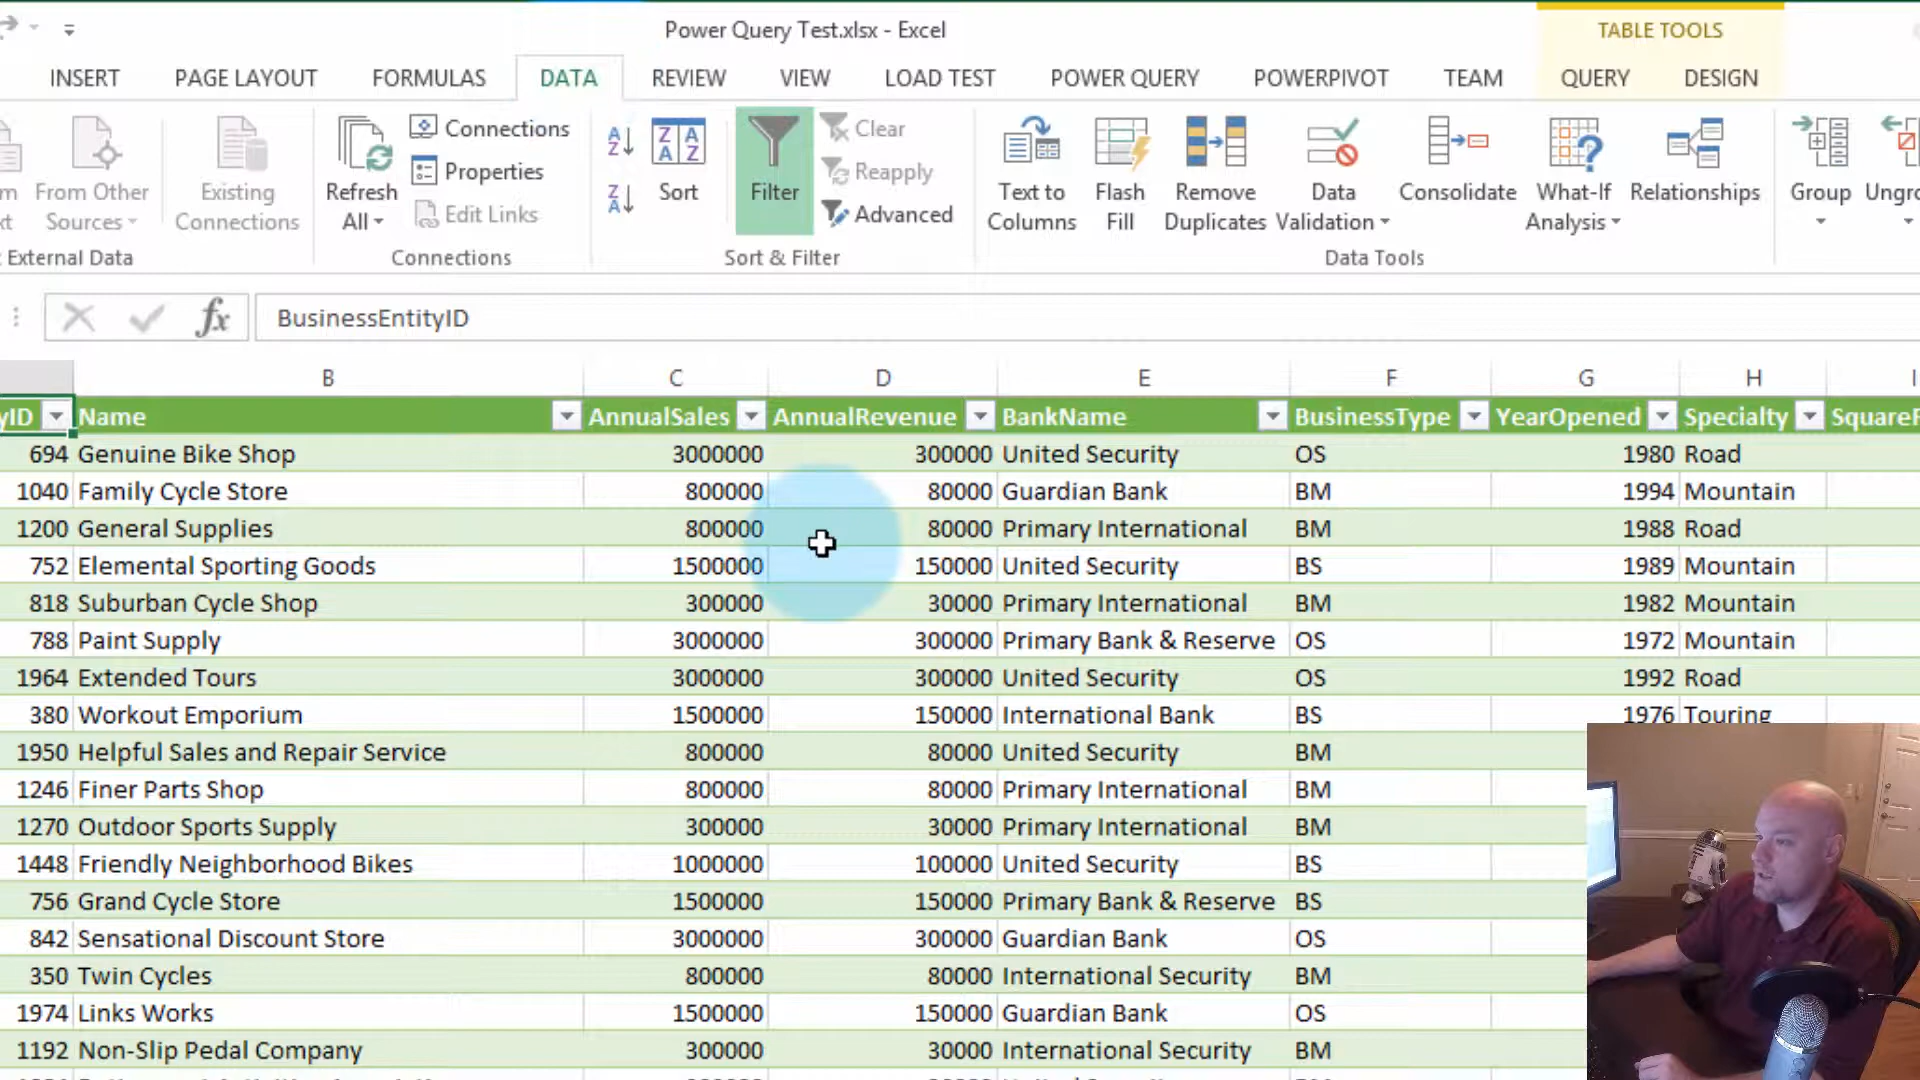 Power Query Test.xlsx - Excel
TABLE TOOLS
INSERT PAGE LAYOUT FORMULAS DATA REVIEW VIEW LOAD TEST POWER QUERY POWERPIVOT TEAM QUERY DESIGN
From Other Sources
Existing Connections
Refresh All
Connections
Properties
Edit Links
Sort
Filter
Clear
Reapply
Advanced
Text to Columns
Flash Fill
Remove Duplicates
Data Validation
Consolidate
What-If Analysis
Relationships
Group
External Data Connections Sort & Filter Data Tools
fx BusinessEntityID
B C D E F G H I
yID Name AnnualSales AnnualRevenue BankName BusinessType YearOpened Specialty SquareF
694 Genuine Bike Shop 3000000 300000 United Security OS 1980 Road
1040 Family Cycle Store 800000 80000 Guardian Bank BM 1994 Mountain
1200 General Supplies 800000 80000 Primary International BM 1988 Road
752 Elemental Sporting Goods 1500000 150000 United Security BS 1989 Mountain
818 Suburban Cycle Shop 300000 30000 Primary International BM 1982 Mountain
788 Paint Supply 3000000 300000 Primary Bank & Reserve OS 1972 Mountain
1964 Extended Tours 3000000 300000 United Security OS 1992 Road
380 Workout Emporium 1500000 150000 International Bank BS 1976 Touring
1950 Helpful Sales and Repair Service 800000 80000 United Security BM
1246 Finer Parts Shop 800000 80000 Primary International BM
1270 Outdoor Sports Supply 300000 30000 Primary International BM
1448 Friendly Neighborhood Bikes 1000000 100000 United Security BS
756 Grand Cycle Store 1500000 150000 Primary Bank & Reserve BS
842 Sensational Discount Store 3000000 300000 Guardian Bank OS
350 Twin Cycles 800000 80000 International Security BM
1974 Links Works 1500000 150000 Guardian Bank OS
1192 Non-Slip Pedal Company 300000 30000 International Security BM